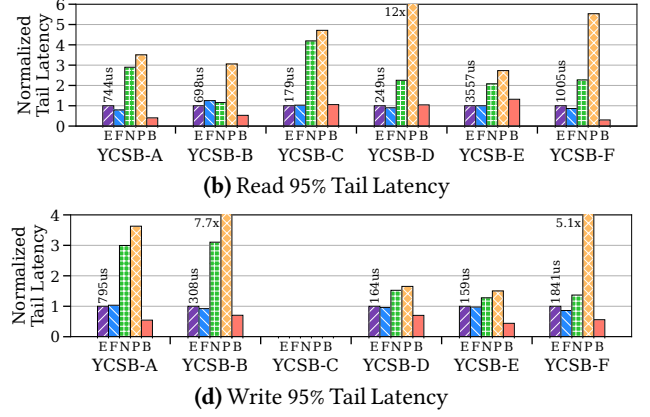 Normalized
Tail Latency
6
5
4
3
2
1
0
744us
698us
179us
249us
12x
3557us
1005us
EFNPB EFNPB EFNPB EFNPB EFNPB EFNPB
YCSB-A YCSB-B YCSB-C YCSB-D YCSB-E YCSB-F
(b) Read 95% Tail Latency
Normalized
Tail Latency
4
3
2
1
0
795us
308us
7.7x
164us
159us
1841us
5.1x
EFNPB EFNPB EFNPB EFNPB EFNPB EFNPB
YCSB-A YCSB-B YCSB-C YCSB-D YCSB-E YCSB-F
(d) Write 95% Tail Latency